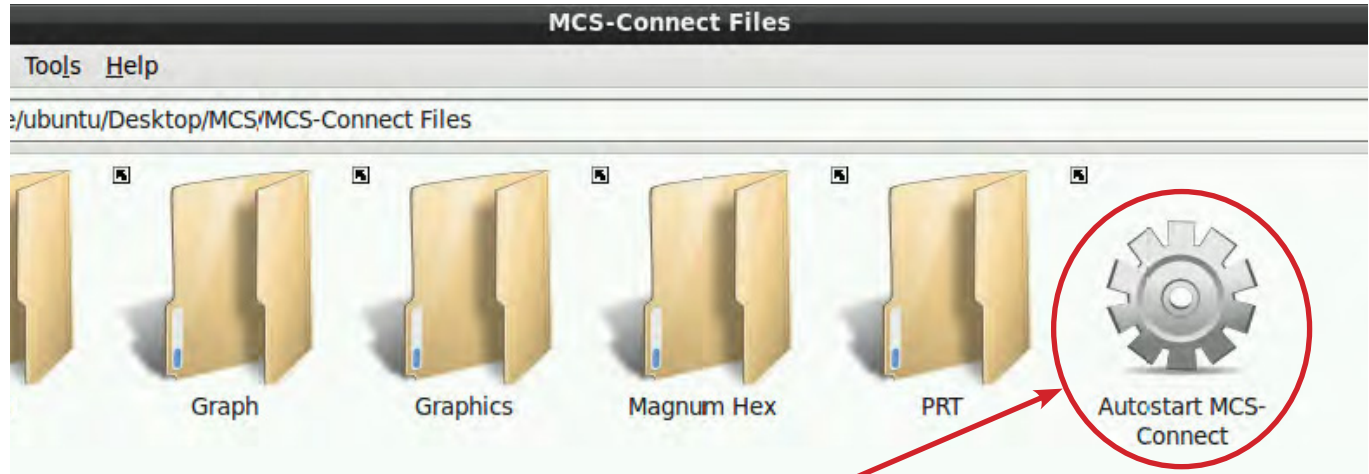 MCS-Connect Files
Tools Help
e/ubuntu/Desktop/MCS/MCS-Connect Files
Graph Graphics Magnum Hex PRT Autostart MCS-
Connect